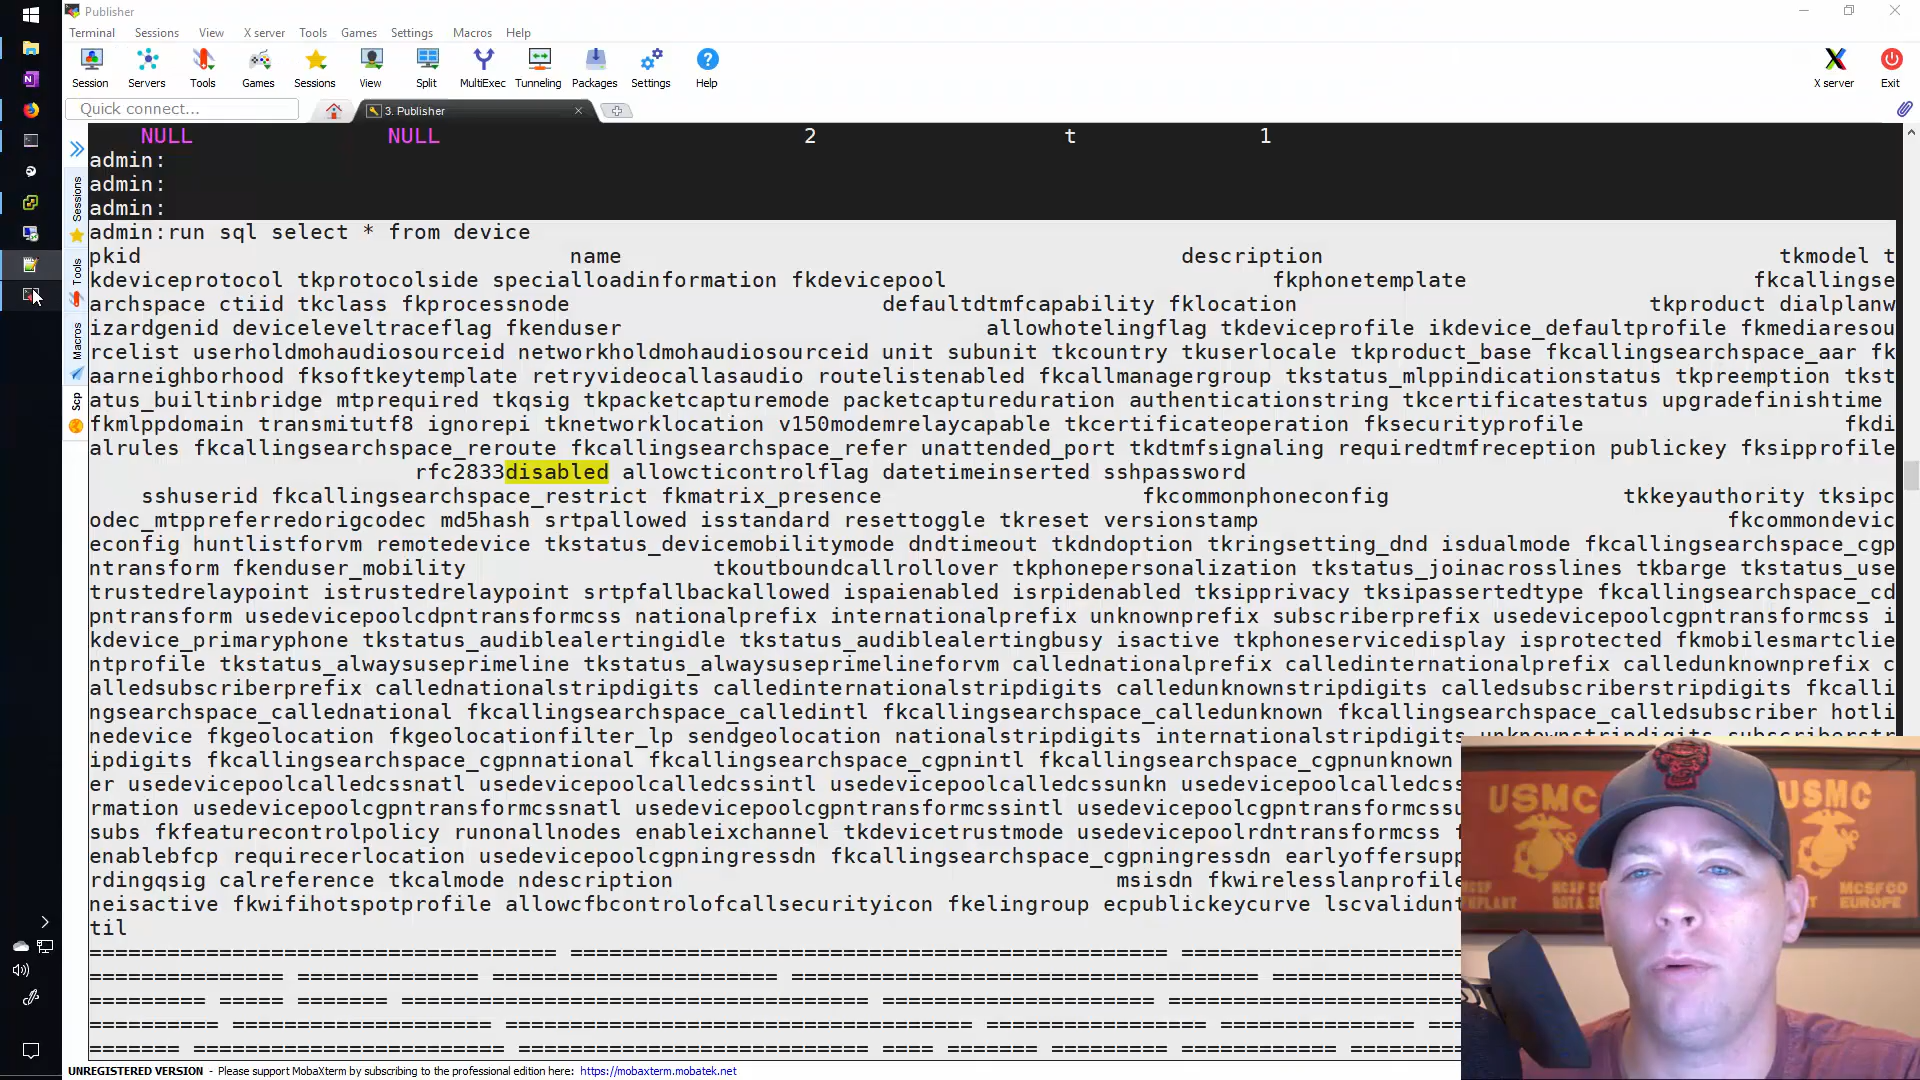 Publisher
Terminal Sessions View X server Tools Games Settings Macros Help
Session Servers Tools Games Sessions View Split MultiExec Tunneling Packages Settings Help X server Exit
Quick connect...
3. Publisher
Sessions
Tools
Macros
Scp
NULL NULL 2 t 1
admin:
admin:
admin:
admin:run sql select * from device
pkid name description tkmodel t
kdeviceprotocol tkprotocolside specialloadinformation fkdevicepool fkphonetemplate fkcallingse
archspace ctiid tkclass fkprocessnode defaultdtmfcapability fklocation tkproduct dialplanw
izardgenid deviceleveltraceflag fkenduser allowhotelingflag tkdeviceprofile ikdevice_defaultprofile fkmediaresou
rcelist userholdmohaudiosourceid networkholdmohaudiosourceid unit subunit tkcountry tkuserlocale tkproduct_base fkcallingsearchspace_aar fk
aarneighborhood fksoftkeytemplate retryvideocallasaudio routelistenabled fkcallmanagergroup tkstatus_mlppindicationstatus tkpreemption tkst
atus_builtinbridge mtprequired tkqsig tkpacketcapturemode packetcaptureduration authenticationstring tkcertificatestatus upgradefinishtime
fkmlppdomain transmitutf8 ignorepi tknetworklocation v150modemrelaycapable tkcertificateoperation fksecurityprofile fkdi
alrules fkcallingsearchspace_reroute fkcallingsearchspace_refer unattended_port tkdtmfsignaling requiredtmfreception publickey fksipprofile
rfc2833disabled allowcticontrolflag datetimeinserted sshpassword
sshuserid fkcallingsearchspace_restrict fkmatrix_presence fkcommonphoneconfig tkkeyauthority tksipc
odec_mtppreferredorigcodec md5hash srtpallowed isstandard resettoggle tkreset versionstamp fkcommondevic
econfig huntlistforvm remotedevice tkstatus_devicemobilitymode dndtimeout tkdndoption tkringsetting_dnd isdualmode fkcallingsearchspace_cgp
ntransform fkenduser_mobility tkoutboundcallrollover tkphonepersonalization tkstatus_joinacrosslines tkbarge tkstatus_use
trustedrelaypoint istrustedrelaypoint srtpfallbackallowed ispaienabled isrpidenabled tksipprivacy tksipassertedtype fkcallingsearchspace_cd
pntransform usedevicepoolcdpntransformcss nationalprefix internationalprefix unknownprefix subscriberprefix usedevicepoolcgpntransformcss i
kdevice_primaryphone tkstatus_audiblealertingidle tkstatus_audiblealertingbusy isactive tkphoneservicedisplay isprotected fkmobilesmartclie
ntprofile tkstatus_alwaysuseprimeline tkstatus_alwaysuseprimelineforvm callednationalprefix calledinternationalprefix calledunknownprefix c
alledsubscriberprefix callednationalstripdigits calledinternationalstripdigits calledunknownstripdigits calledsubscriberstripdigits fkcalli
ngsearchspace_callednational fkcallingsearchspace_calledintl fkcallingsearchspace_calledunknown fkcallingsearchspace_calledsubscriber hotli
nedevice fkgeolocation fkgeolocationfilter_lp sendgeolocation nationalstripdigits internationalstripdigits unknownstripdigits subscriberstr
ipdigits fkcallingsearchspace_cgpnnational fkcallingsearchspace_cgpnintl fkcallingsearchspace_cgpnunknown
er usedevicepoolcalledcssnatl usedevicepoolcalledcssintl usedevicepoolcalledcssunkn usedevicepoolcalledcss
rmation usedevicepoolcgpntransformcssnatl usedevicepoolcgpntransformcssintl usedevicepoolcgpntransformcssu
subs fkfeaturecontrolpolicy runonallnodes enableixchannel tkdevicetrustmode usedevicepoolrdntransformcss
enablebfcp requirecerlocation usedevicepoolcgpningressdn fkcallingsearchspace_cgpningressdn earlyoffersupp
rdingqsig calreference tkcalmode ndescription msisdn fkwirelesslanprofile
neisactive fkwifihotspotprofile allowcfbcontrolofcallsecurityicon fkelingroup ecpublickeycurve lscvalidunt
til
USMC USMC
MCSFCO
EUROPE
UNREGISTERED VERSION - Please support MobaXterm by subscribing to the professional edition here: https://mobaxterm.mobatek.net